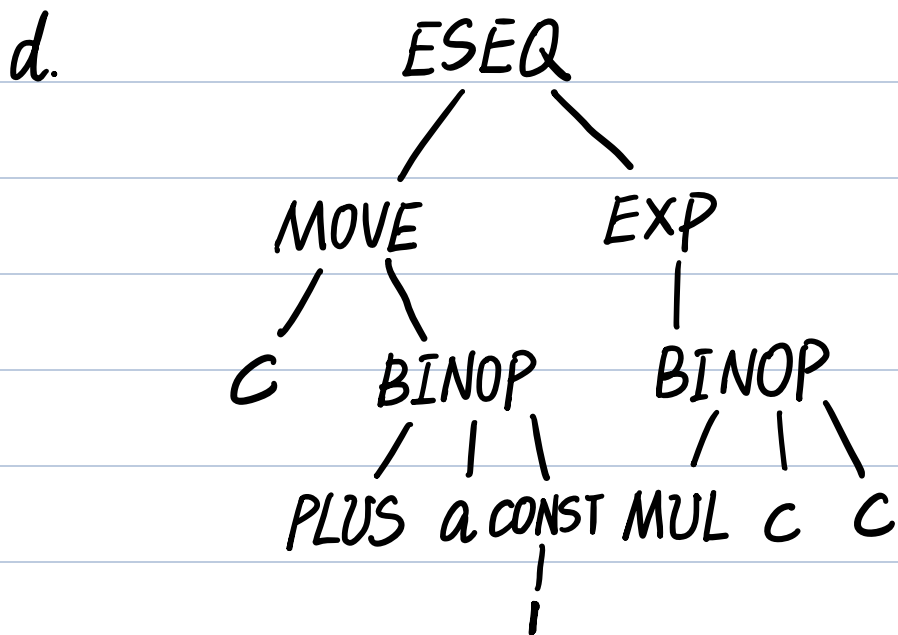 d. ESEQ
MOVE EXP
C BINOP BINOP
PLUS a CONST MUL C C
1